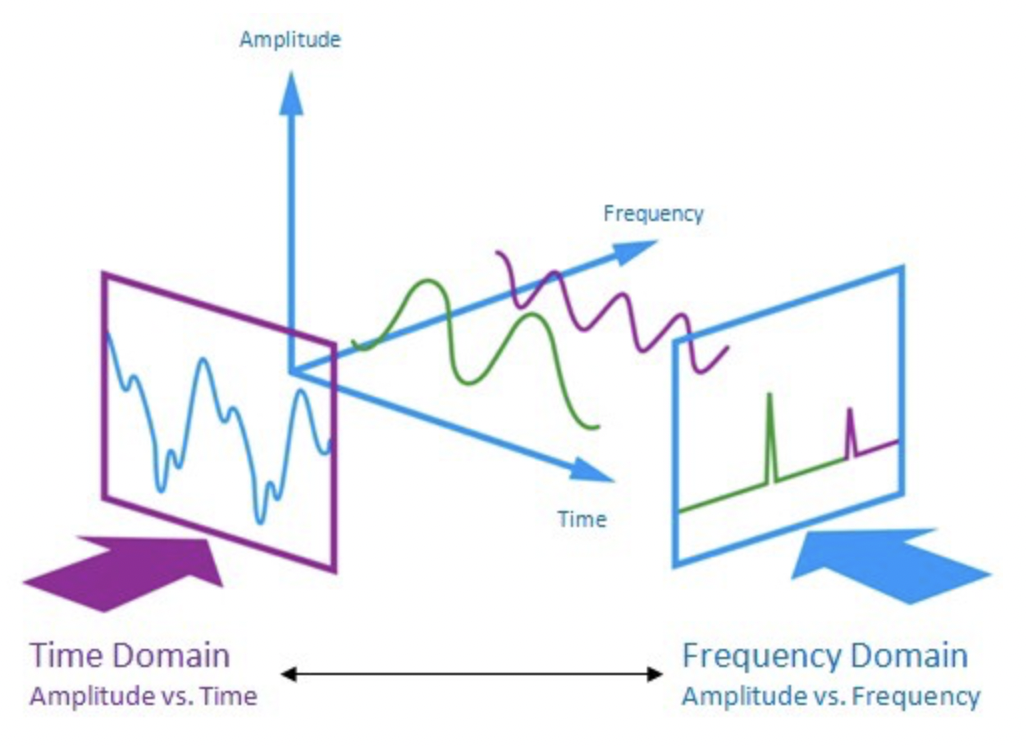 Amplitude
Frequency
Time
Time Domain
Amplitude vs. Time
Frequency Domain
Amplitude vs. Frequency